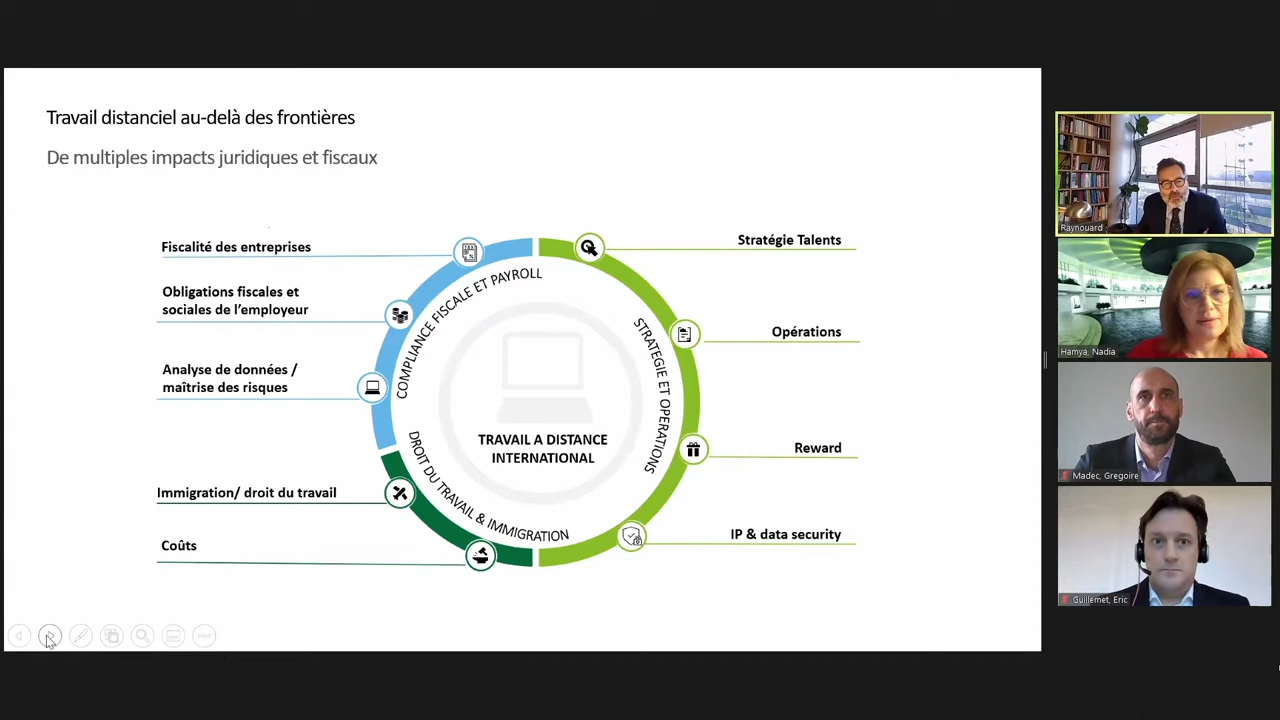 Travail distanciel au-delà des frontières
De multiples impacts juridiques et fiscaux
Fiscalité des entreprises
Obligations fiscales et
sociales de l'employeur
Analyse de données /
maîtrise des risques
Immigration/ droit du travail
Coûts
COMPLIANCE FISCALE ET PAYROLL
DROIT DU TRAVAIL & IMMIGRATION
STRATEGIE ET OPERATIONS
TRAVAIL A DISTANCE
INTERNATIONAL
Stratégie Talents
Opérations
Reward
IP & data security
Raynouard
Hamya, Nadia
Madec, Gregoire
Guillemet, Eric